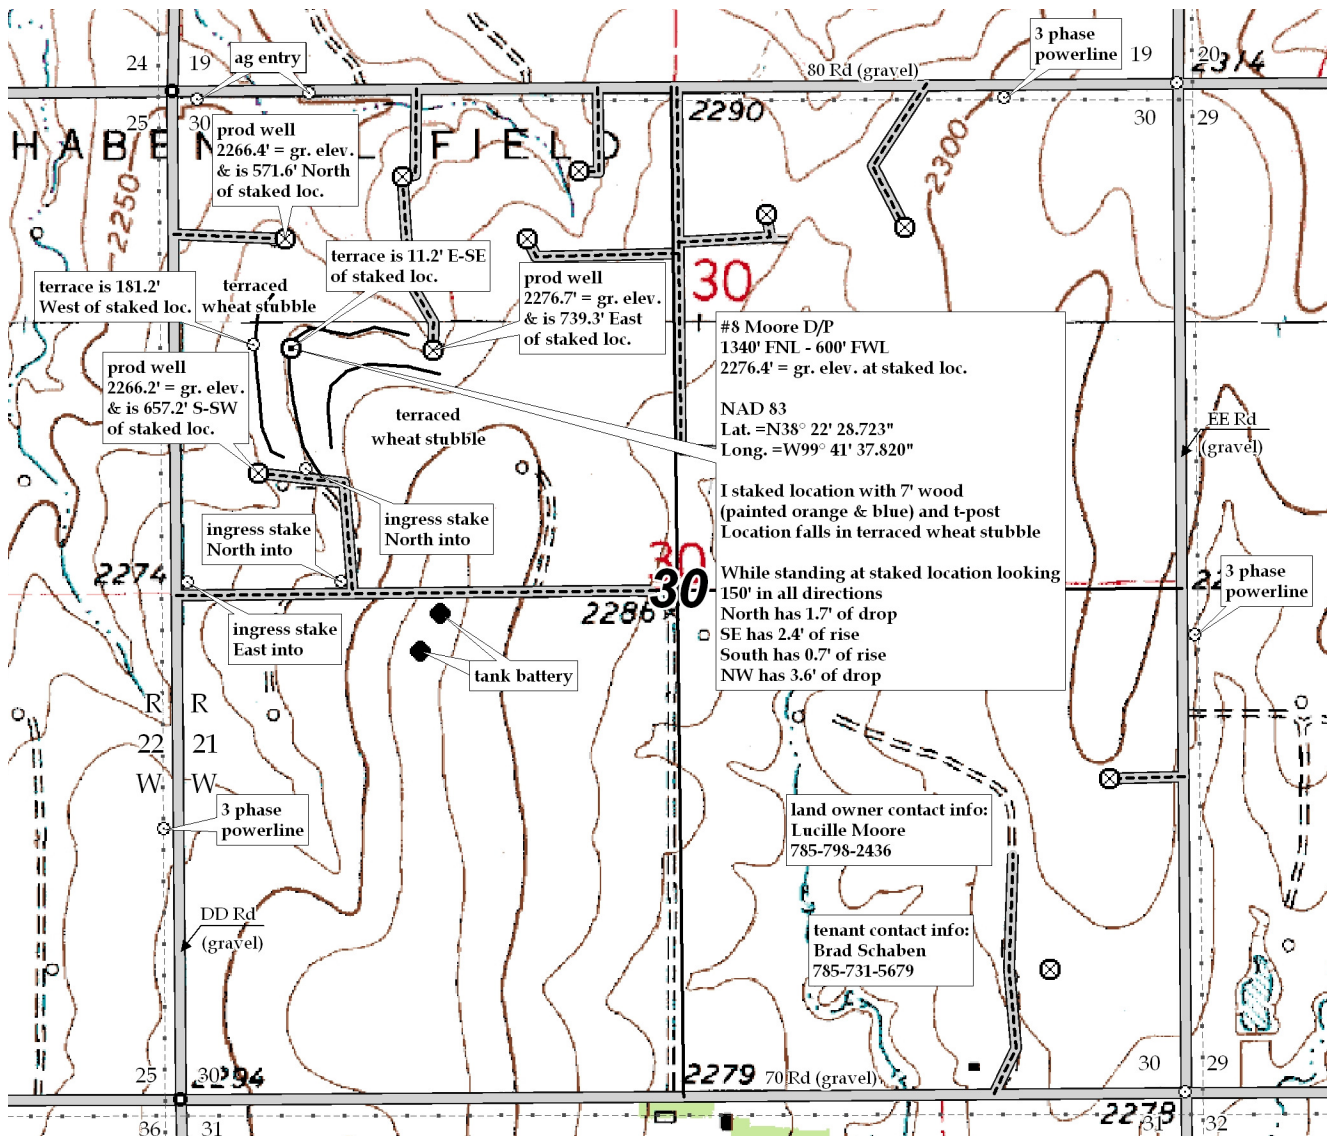 24
19
ag entry
3 phase
powerline
19
20
2314
80 Rd (gravel)
25
30
2290
30
29
prod well
2266.4' = gr. elev.
& is 571.6' North
of staked loc.
FIELD
2250
2300
terrace is 11.2' E-SE
of staked loc.
terrace is 181.2'
West of staked loc.
terraced
wheat stubble
prod well
2276.7' = gr. elev.
& is 739.3' East
of staked loc.
30
#8 Moore D/P
1340' FNL - 600' FWL
2276.4' = gr. elev. at staked loc.
NAD 83
Lat. =N38° 22' 28.723"
Long. =W99° 41' 37.820"
I staked location with 7' wood
(painted orange & blue) and t-post
Location falls in terraced wheat stubble
While standing at staked location looking
150' in all directions
North has 1.7' of drop
SE has 2.4' of rise
South has 0.7' of rise
NW has 3.6' of drop
prod well
2266.2' = gr. elev.
& is 657.2' S-SW
of staked loc.
terraced
wheat stubble
EE Rd
(gravel)
ingress stake
North into
ingress stake
North into
30
30
2274
2286
3 phase
powerline
ingress stake
East into
tank battery
R
R
22
21
W
W
3 phase
powerline
land owner contact info:
Lucille Moore
785-798-2436
DD Rd
(gravel)
tenant contact info:
Brad Schaben
785-731-5679
25
30
2294
2279
70 Rd (gravel)
30
29
2278
36
31
31
32